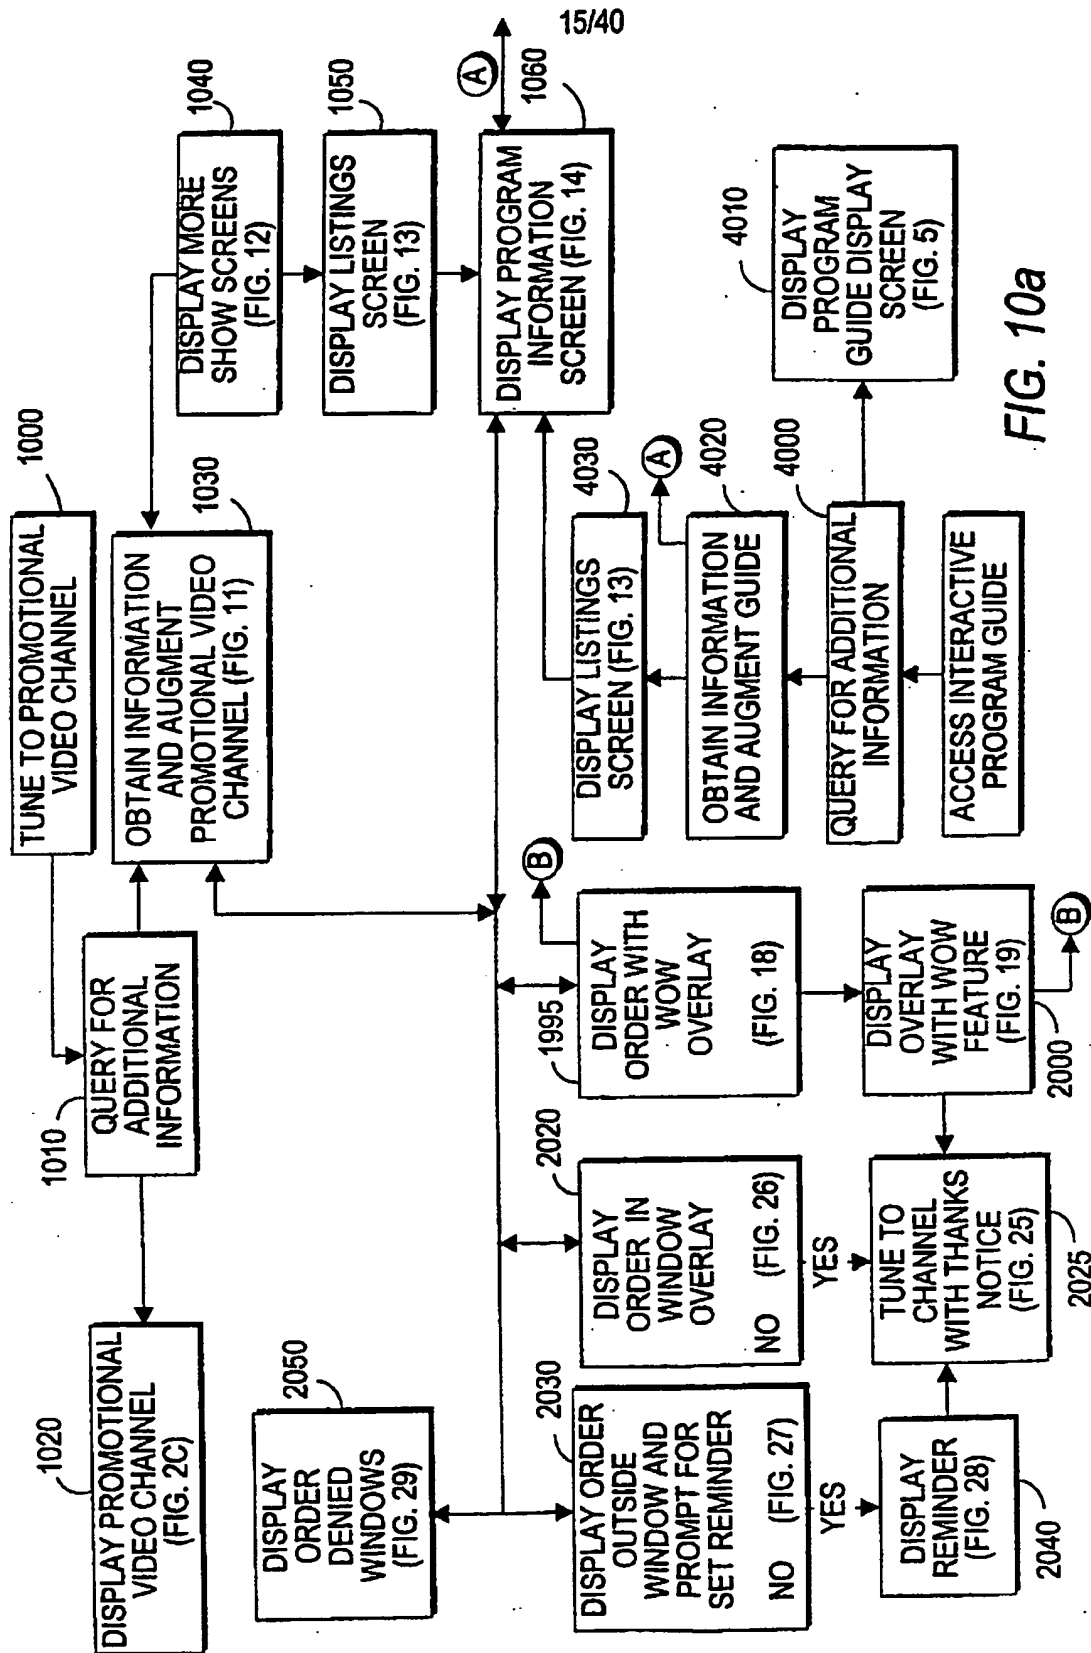 15/40
TUNE TO PROMOTIONAL
VIDEO CHANNEL
1000
1010
QUERY FOR
ADDITIONAL
INFORMATION
1020
DISPLAY PROMOTIONAL
VIDEO CHANNEL
(FIG. 2C)
OBTAIN INFORMATION
AND AUGMENT
PROMOTIONAL VIDEO
CHANNEL (FIG. 11)
1030
DISPLAY MORE
SHOW SCREENS
(FIG. 12)
1040
DISPLAY LISTINGS
SCREEN
(FIG. 13)
1050
DISPLAY PROGRAM
INFORMATION
SCREEN (FIG. 14)
1060
A
2050
DISPLAY
ORDER
DENIED
WINDOWS
(FIG. 29)
2030
DISPLAY ORDER
OUTSIDE
WINDOW AND
PROMPT FOR
SET REMINDER
NO (FIG. 27)
YES
DISPLAY
REMINDER
(FIG. 28)
2040
2020
DISPLAY
ORDER IN
WINDOW
OVERLAY
NO (FIG. 26)
YES
TUNE TO
CHANNEL
WITH THANKS
NOTICE
(FIG. 25)
2025
1995
DISPLAY
ORDER WITH
WOW
OVERLAY
(FIG. 18)
B
DISPLAY
OVERLAY
WITH WOW
FEATURE
(FIG. 19)
2000
B
DISPLAY LISTINGS
SCREEN (FIG. 13)
4030
OBTAIN INFORMATION
AND AUGMENT GUIDE
4020
A
QUERY FOR ADDITIONAL
INFORMATION
4000
ACCESS INTERACTIVE
PROGRAM GUIDE
4010
DISPLAY
PROGRAM
GUIDE DISPLAY
SCREEN
(FIG. 5)
FIG. 10a